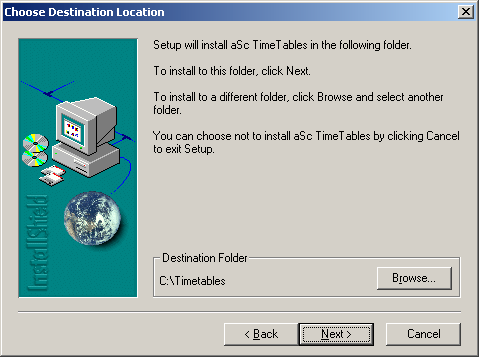 Choose Destination Location
Setup will install aSc TimeTables in the following folder.
To install to this folder, click Next.
To install to a different folder, click Browse and select another
folder.
You can choose not to install aSc TimeTables by clicking Cancel
to exit Setup.
InstallShield
Destination Folder
C:\Timetables
Browse...
< Back
Next >
Cancel